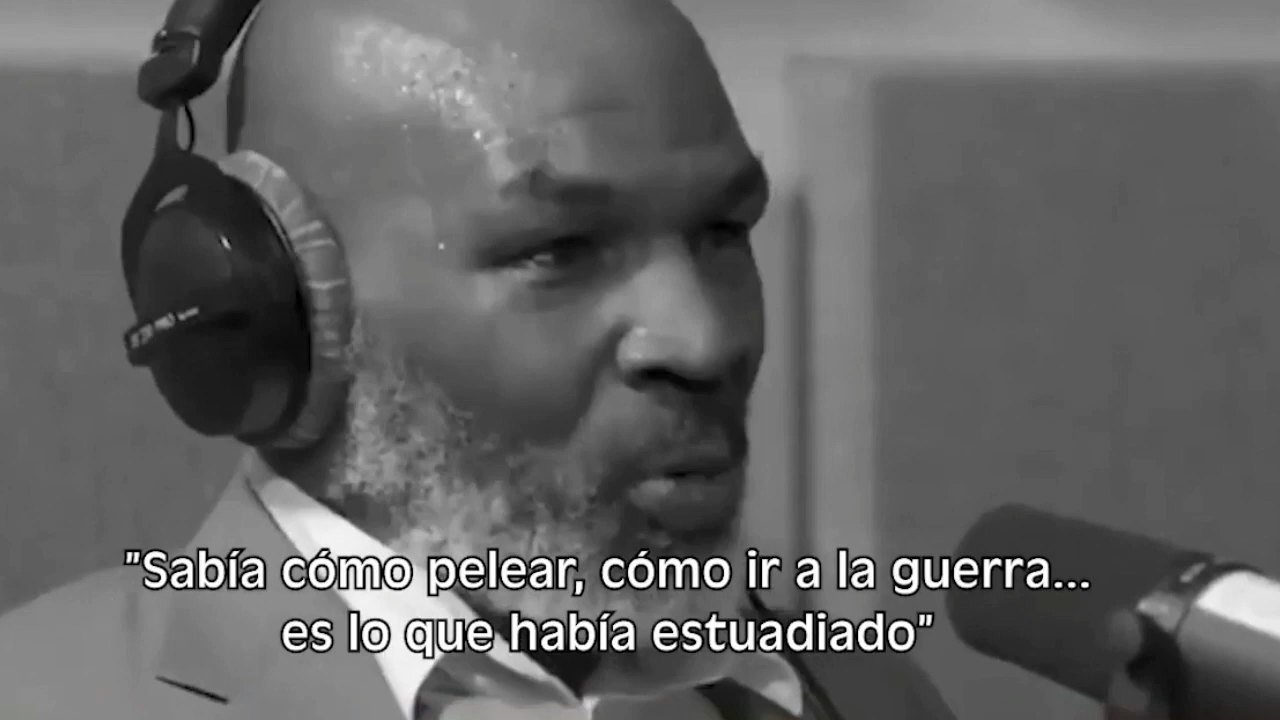 "Sabía cómo pelear, cómo ir a la guerra...
es lo que había estuadiado"